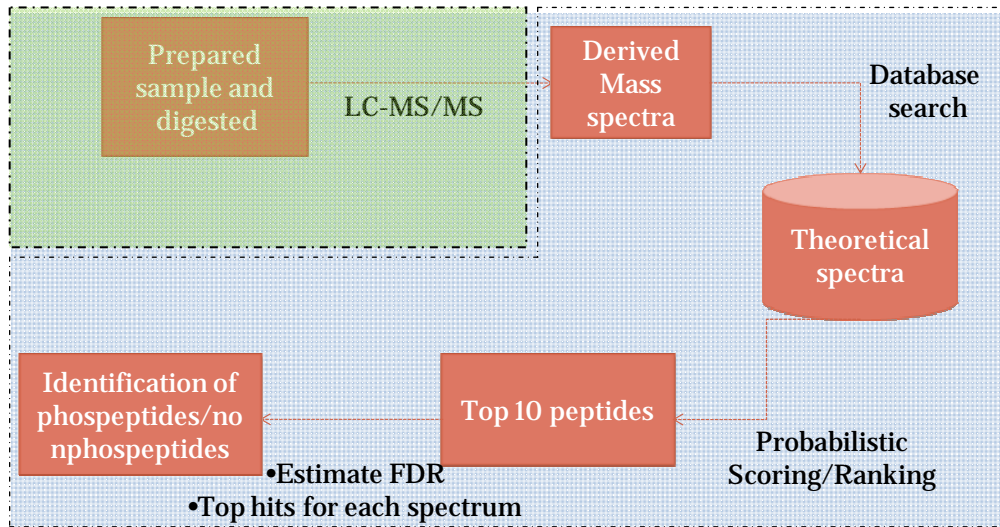 Prepared
sample and
digested
LC-MS/MS
Derived
Mass
spectra
Database
search
Theoretical
spectra
Probabilistic
Scoring/Ranking
Top 10 peptides
•Estimate FDR
•Top hits for each spectrum
Identification of
phospeptides/no
nphospeptides